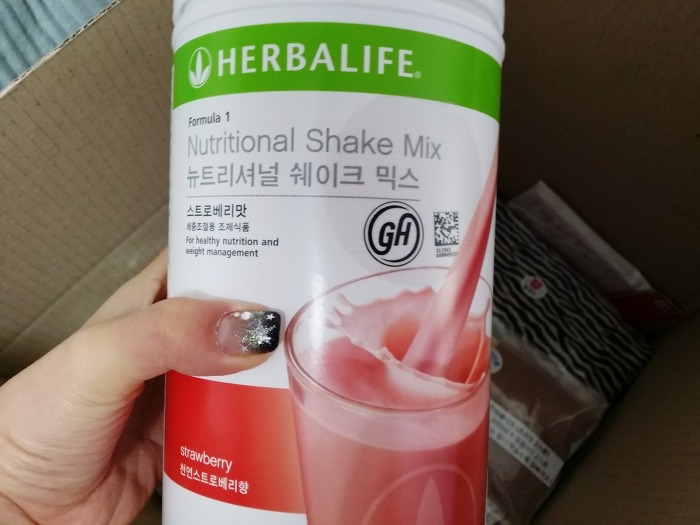 HERBALIFE®
Formula 1
Nutritional Shake Mix
뉴트리셔널 쉐이크 믹스
스트로베리맛
체중조절용 조제식품
For healthy nutrition and
weight management
GH
strawberry
천연스트로베리향